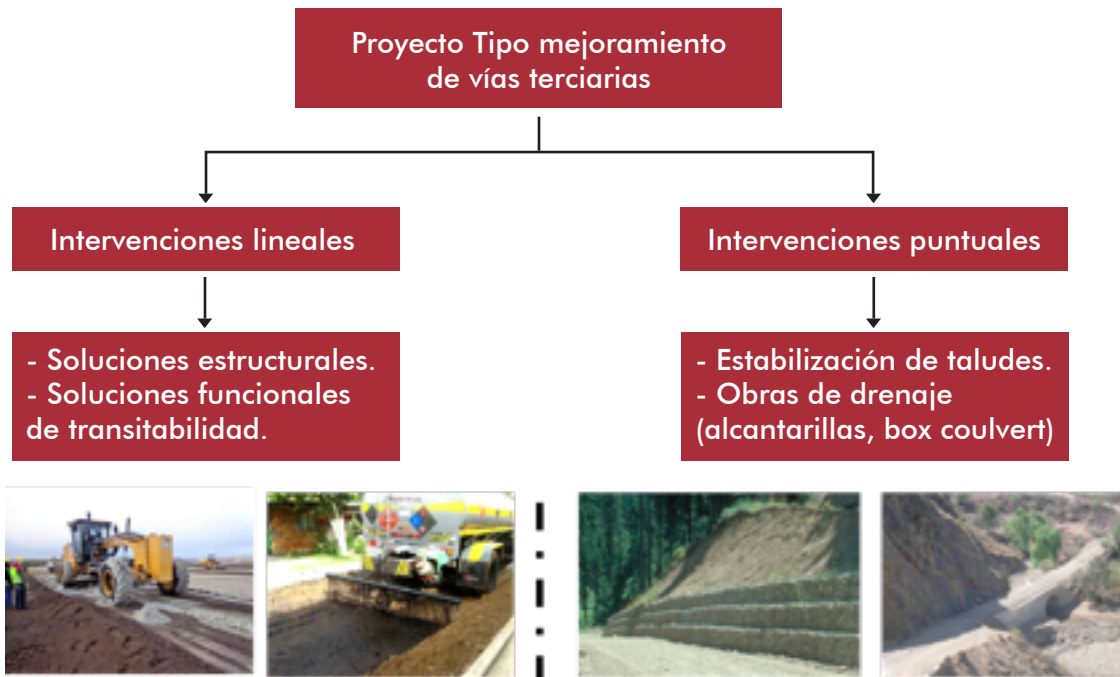 Proyecto Tipo mejoramiento
de vías terciarias
Intervenciones lineales
Intervenciones puntuales
- Soluciones estructurales.
- Soluciones funcionales
de transitabilidad.
- Estabilización de taludes.
- Obras de drenaje
(alcantarillas, box coulvert)